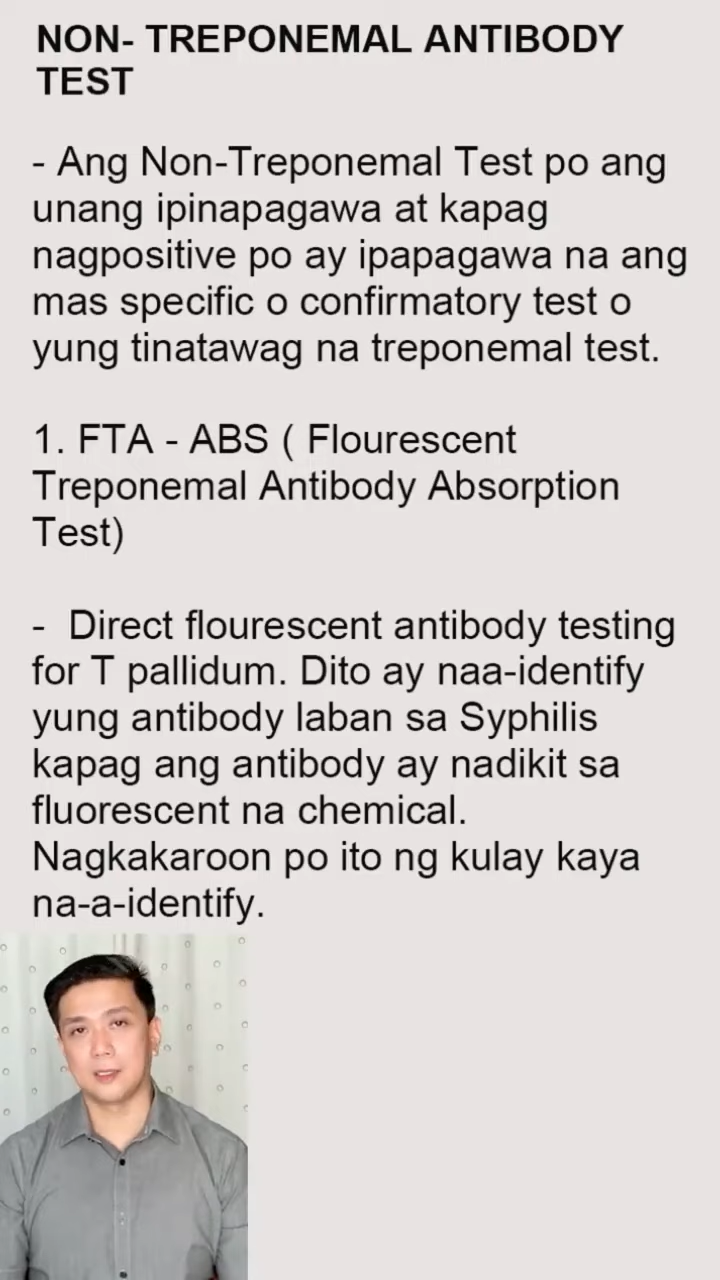 NON- TREPONEMAL ANTIBODY
TEST
- Ang Non-Treponemal Test po ang
unang ipinapagawa at kapag
nagpositive po ay ipapagawa na ang
mas specific o confirmatory test o
yung tinatawag na treponemal test.
1. FTA - ABS ( Flourescent
Treponemal Antibody Absorption
Test)
-  Direct flourescent antibody testing
for T pallidum. Dito ay naa-identify
yung antibody laban sa Syphilis
kapag ang antibody ay nadikit sa
fluorescent na chemical.
Nagkakaroon po ito ng kulay kaya
na-a-identify.